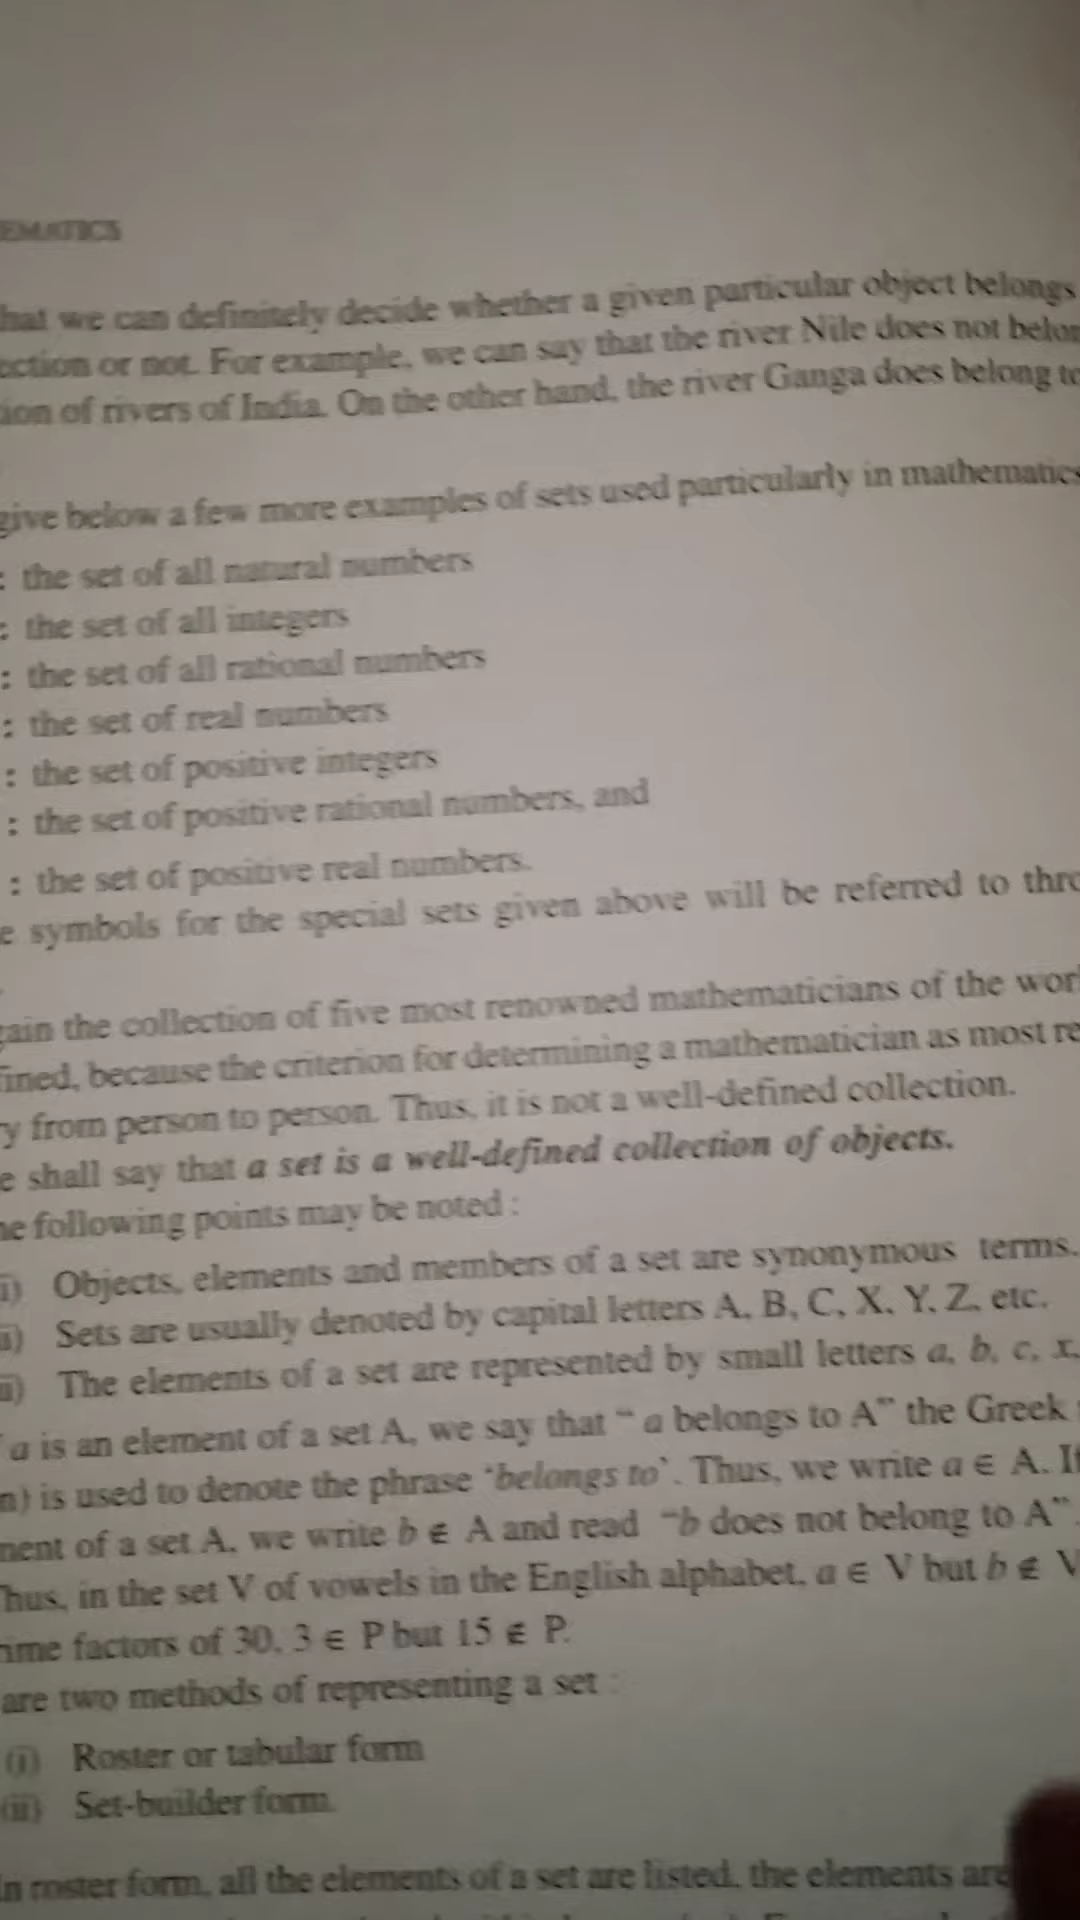 EMATICS
hat we can definitely decide whether a given particular object belongs
ection or not. For example, we can say that the river Nile does not belon
ion of rivers of India. On the other hand, the river Ganga does belong to
give below a few more examples of sets used particularly in mathematics
: the set of all natural numbers
: the set of all integers
: the set of all rational numbers
: the set of real numbers
: the set of positive integers
: the set of positive rational numbers, and
: the set of positive real numbers.
e symbols for the special sets given above will be referred to thro
gain the collection of five most renowned mathematicians of the worl
fined, because the criterion for determining a mathematician as most re
y from person to person. Thus, it is not a well-defined collection.
e shall say that a set is a well-defined collection of objects.
he following points may be noted :
i) Objects, elements and members of a set are synonymous terms.
ii) Sets are usually denoted by capital letters A, B, C, X, Y, Z, etc.
iii) The elements of a set are represented by small letters a, b, c, x,
a is an element of a set A, we say that “ a belongs to A” the Greek
n) is used to denote the phrase ‘belongs to’. Thus, we write a ∈ A. If
ment of a set A, we write b ∉ A and read “b does not belong to A”.
Thus, in the set V of vowels in the English alphabet, a ∈ V but b ∉ V
rime factors of 30, 3 ∈ P but 15 ∉ P.
are two methods of representing a set :
(i) Roster or tabular form
(ii) Set-builder form.
In roster form, all the elements of a set are listed, the elements are